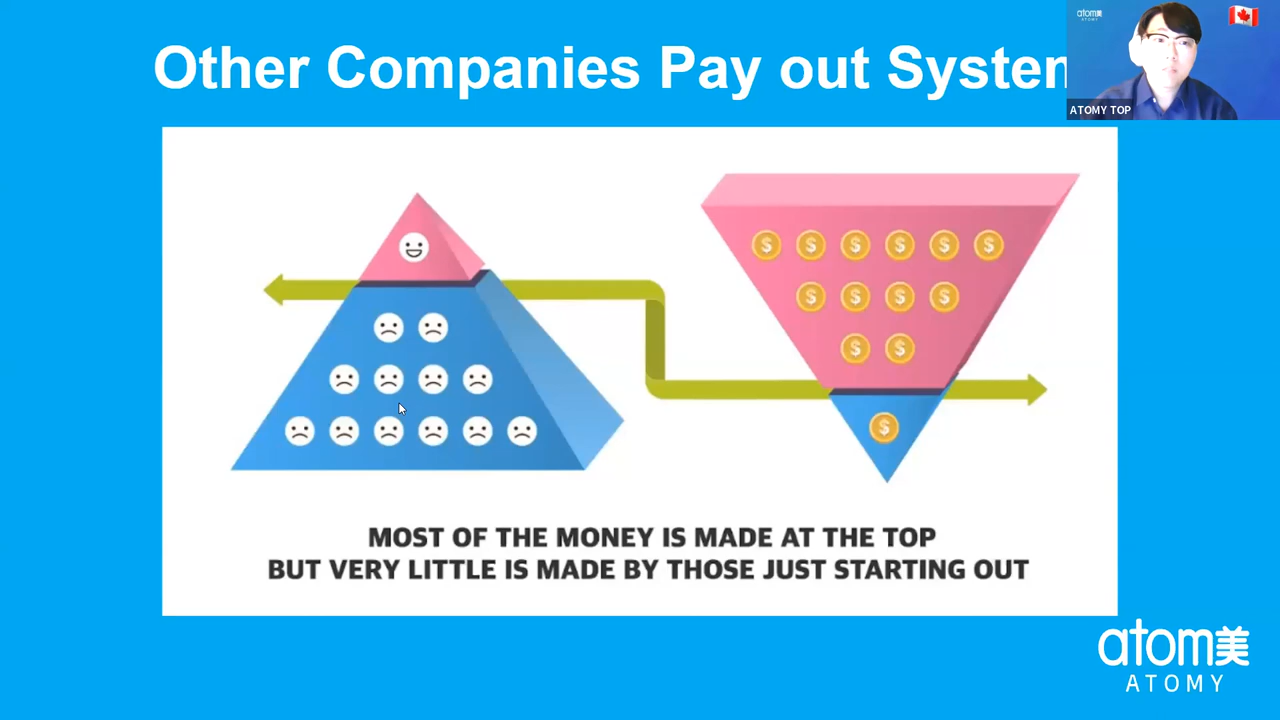 Other Companies Pay out System
atom美
ATOMY
ATOMY TOP
$ $ $ $ $ $
$ $ $ $
$ $
$
MOST OF THE MONEY IS MADE AT THE TOP
BUT VERY LITTLE IS MADE BY THOSE JUST STARTING OUT
atom美
ATOMY